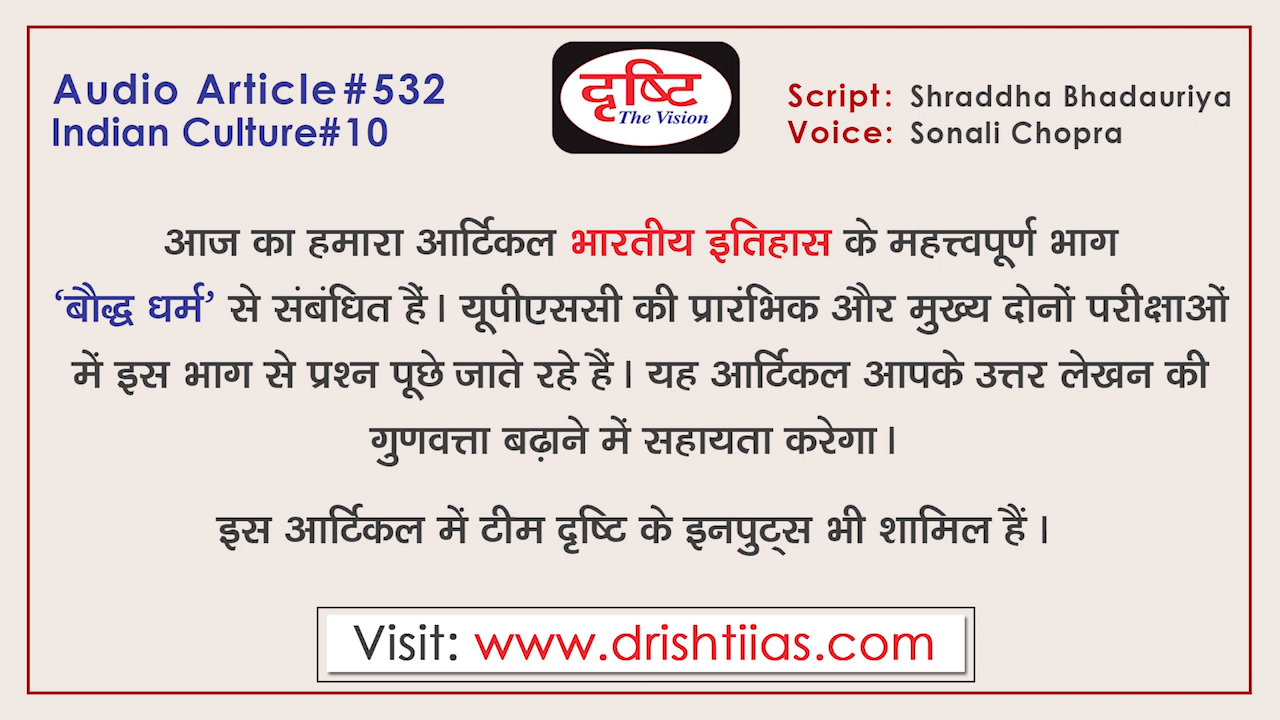 Audio Article#532
Indian Culture#10
दृष्टि
The Vision
Script: Shraddha Bhadauriya
Voice: Sonali Chopra
आज का हमारा आर्टिकल भारतीय इतिहास के महत्त्वपूर्ण भाग
‘बौद्ध धर्म’ से संबंधित हैं। यूपीएससी की प्रारंभिक और मुख्य दोनों परीक्षाओं
में इस भाग से प्रश्न पूछे जाते रहे हैं। यह आर्टिकल आपके उत्तर लेखन की
गुणवत्ता बढ़ाने में सहायता करेगा।
इस आर्टिकल में टीम दृष्टि के इनपुट्स भी शामिल हैं ।
Visit: www.drishtiias.com